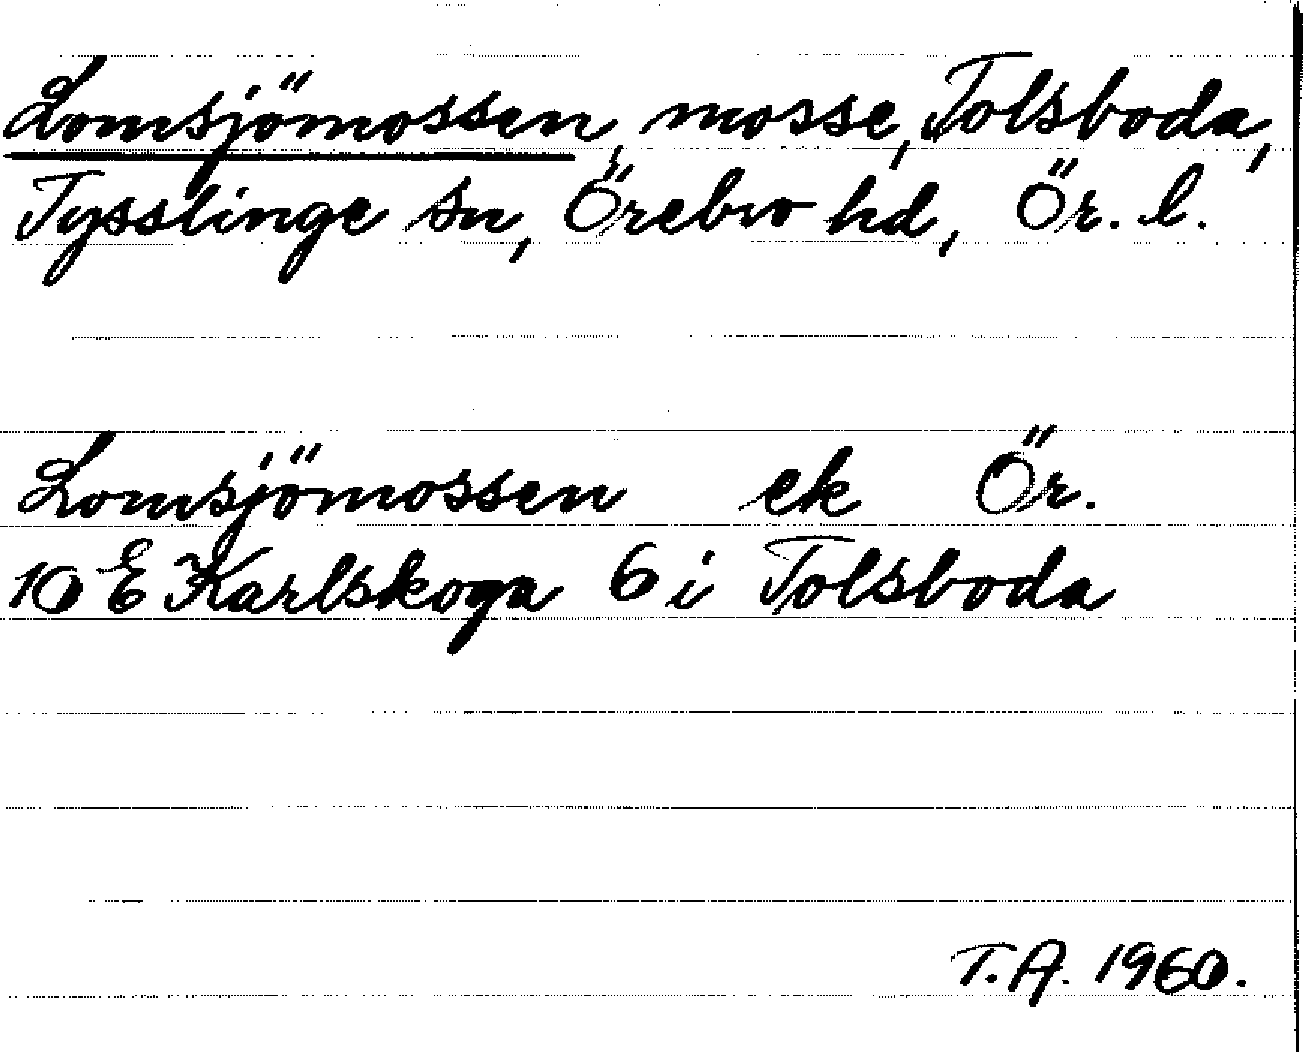 Lomsjömossen, mosse, Tolsboda,
Tysslinge sn, Örebro hd, Ör. l.
Lomsjömossen ek Ör.
10 E Karlskoga 6 i Tolsboda
T.A. 1960.